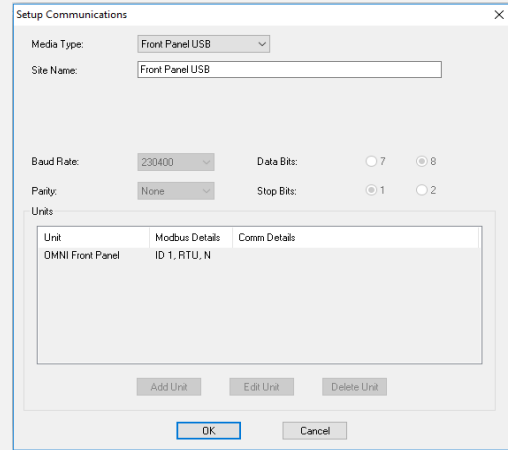 Setup Communications
Media Type: Front Panel USB
Site Name: Front Panel USB
Baud Rate: 230400 Data Bits: 7 8
Parity: None Stop Bits: 1 2
Units
Unit Modbus Details Comm Details
OMNI Front Panel ID 1, RTU, N
Add Unit Edit Unit Delete Unit
OK Cancel